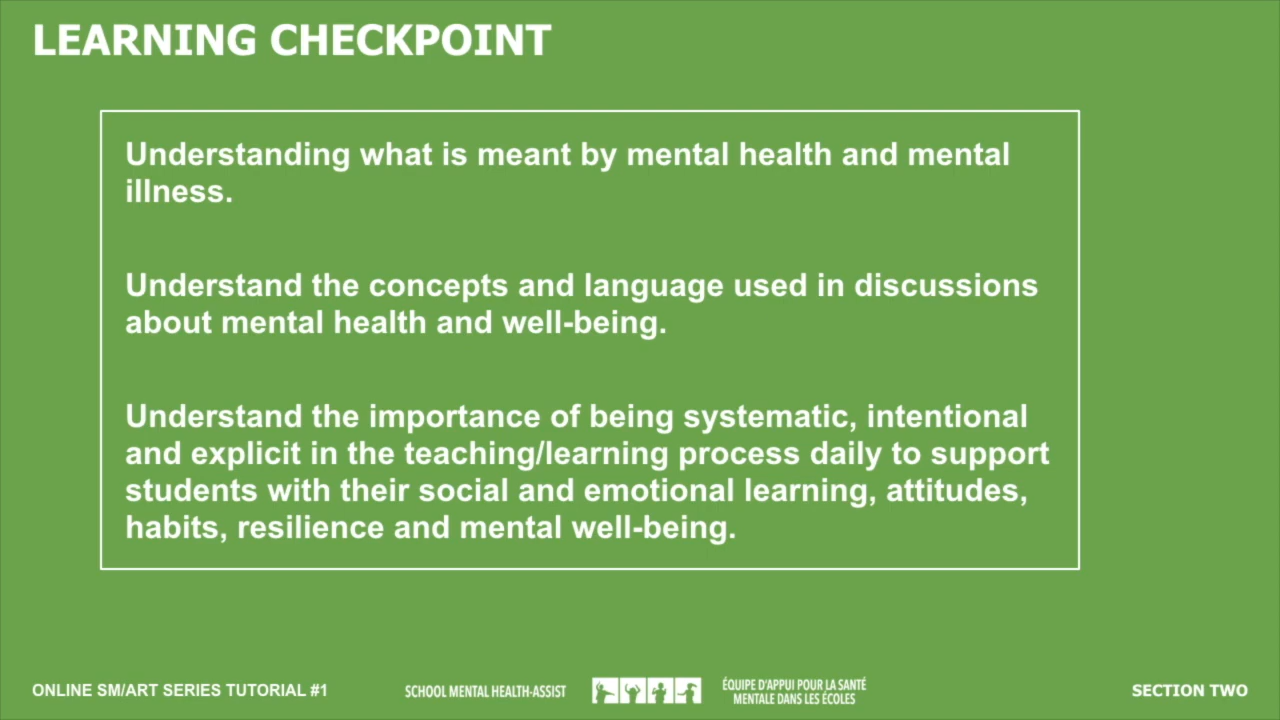 LEARNING CHECKPOINT
Understanding what is meant by mental health and mental
illness.
Understand the concepts and language used in discussions
about mental health and well-being.
Understand the importance of being systematic, intentional
and explicit in the teaching/learning process daily to support
students with their social and emotional learning, attitudes,
habits, resilience and mental well-being.
ONLINE SM/ART SERIES TUTORIAL #1
SCHOOL MENTAL HEALTH-ASSIST
ÉQUIPE D'APPUI POUR LA SANTÉ
MENTALE DANS LES ÉCOLES
SECTION TWO